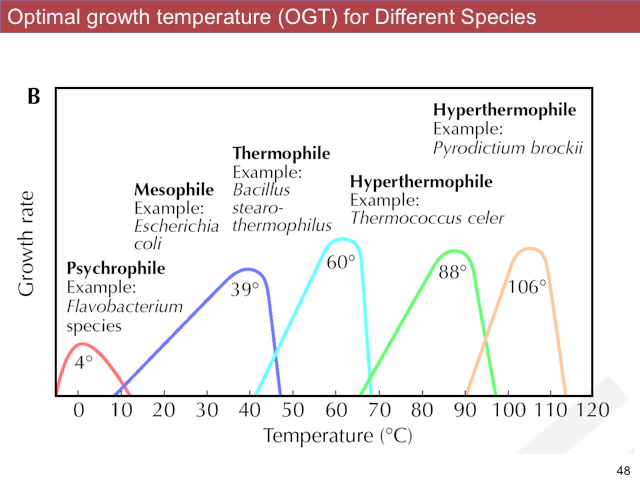 Optimal growth temperature (OGT) for Different Species
B
Hyperthermophile
Example:
Pyrodictium brockii
Thermophile
Example:
Bacillus
stearo-
thermophilus
Hyperthermophile
Example:
Thermococcus celer
Mesophile
Example:
Escherichia
coli
Psychrophile
Example:
Flavobacterium
species
Growth rate
4°
39°
60°
88°
106°
0 10 20 30 40 50 60 70 80 90 100 110 120
Temperature (°C)
48